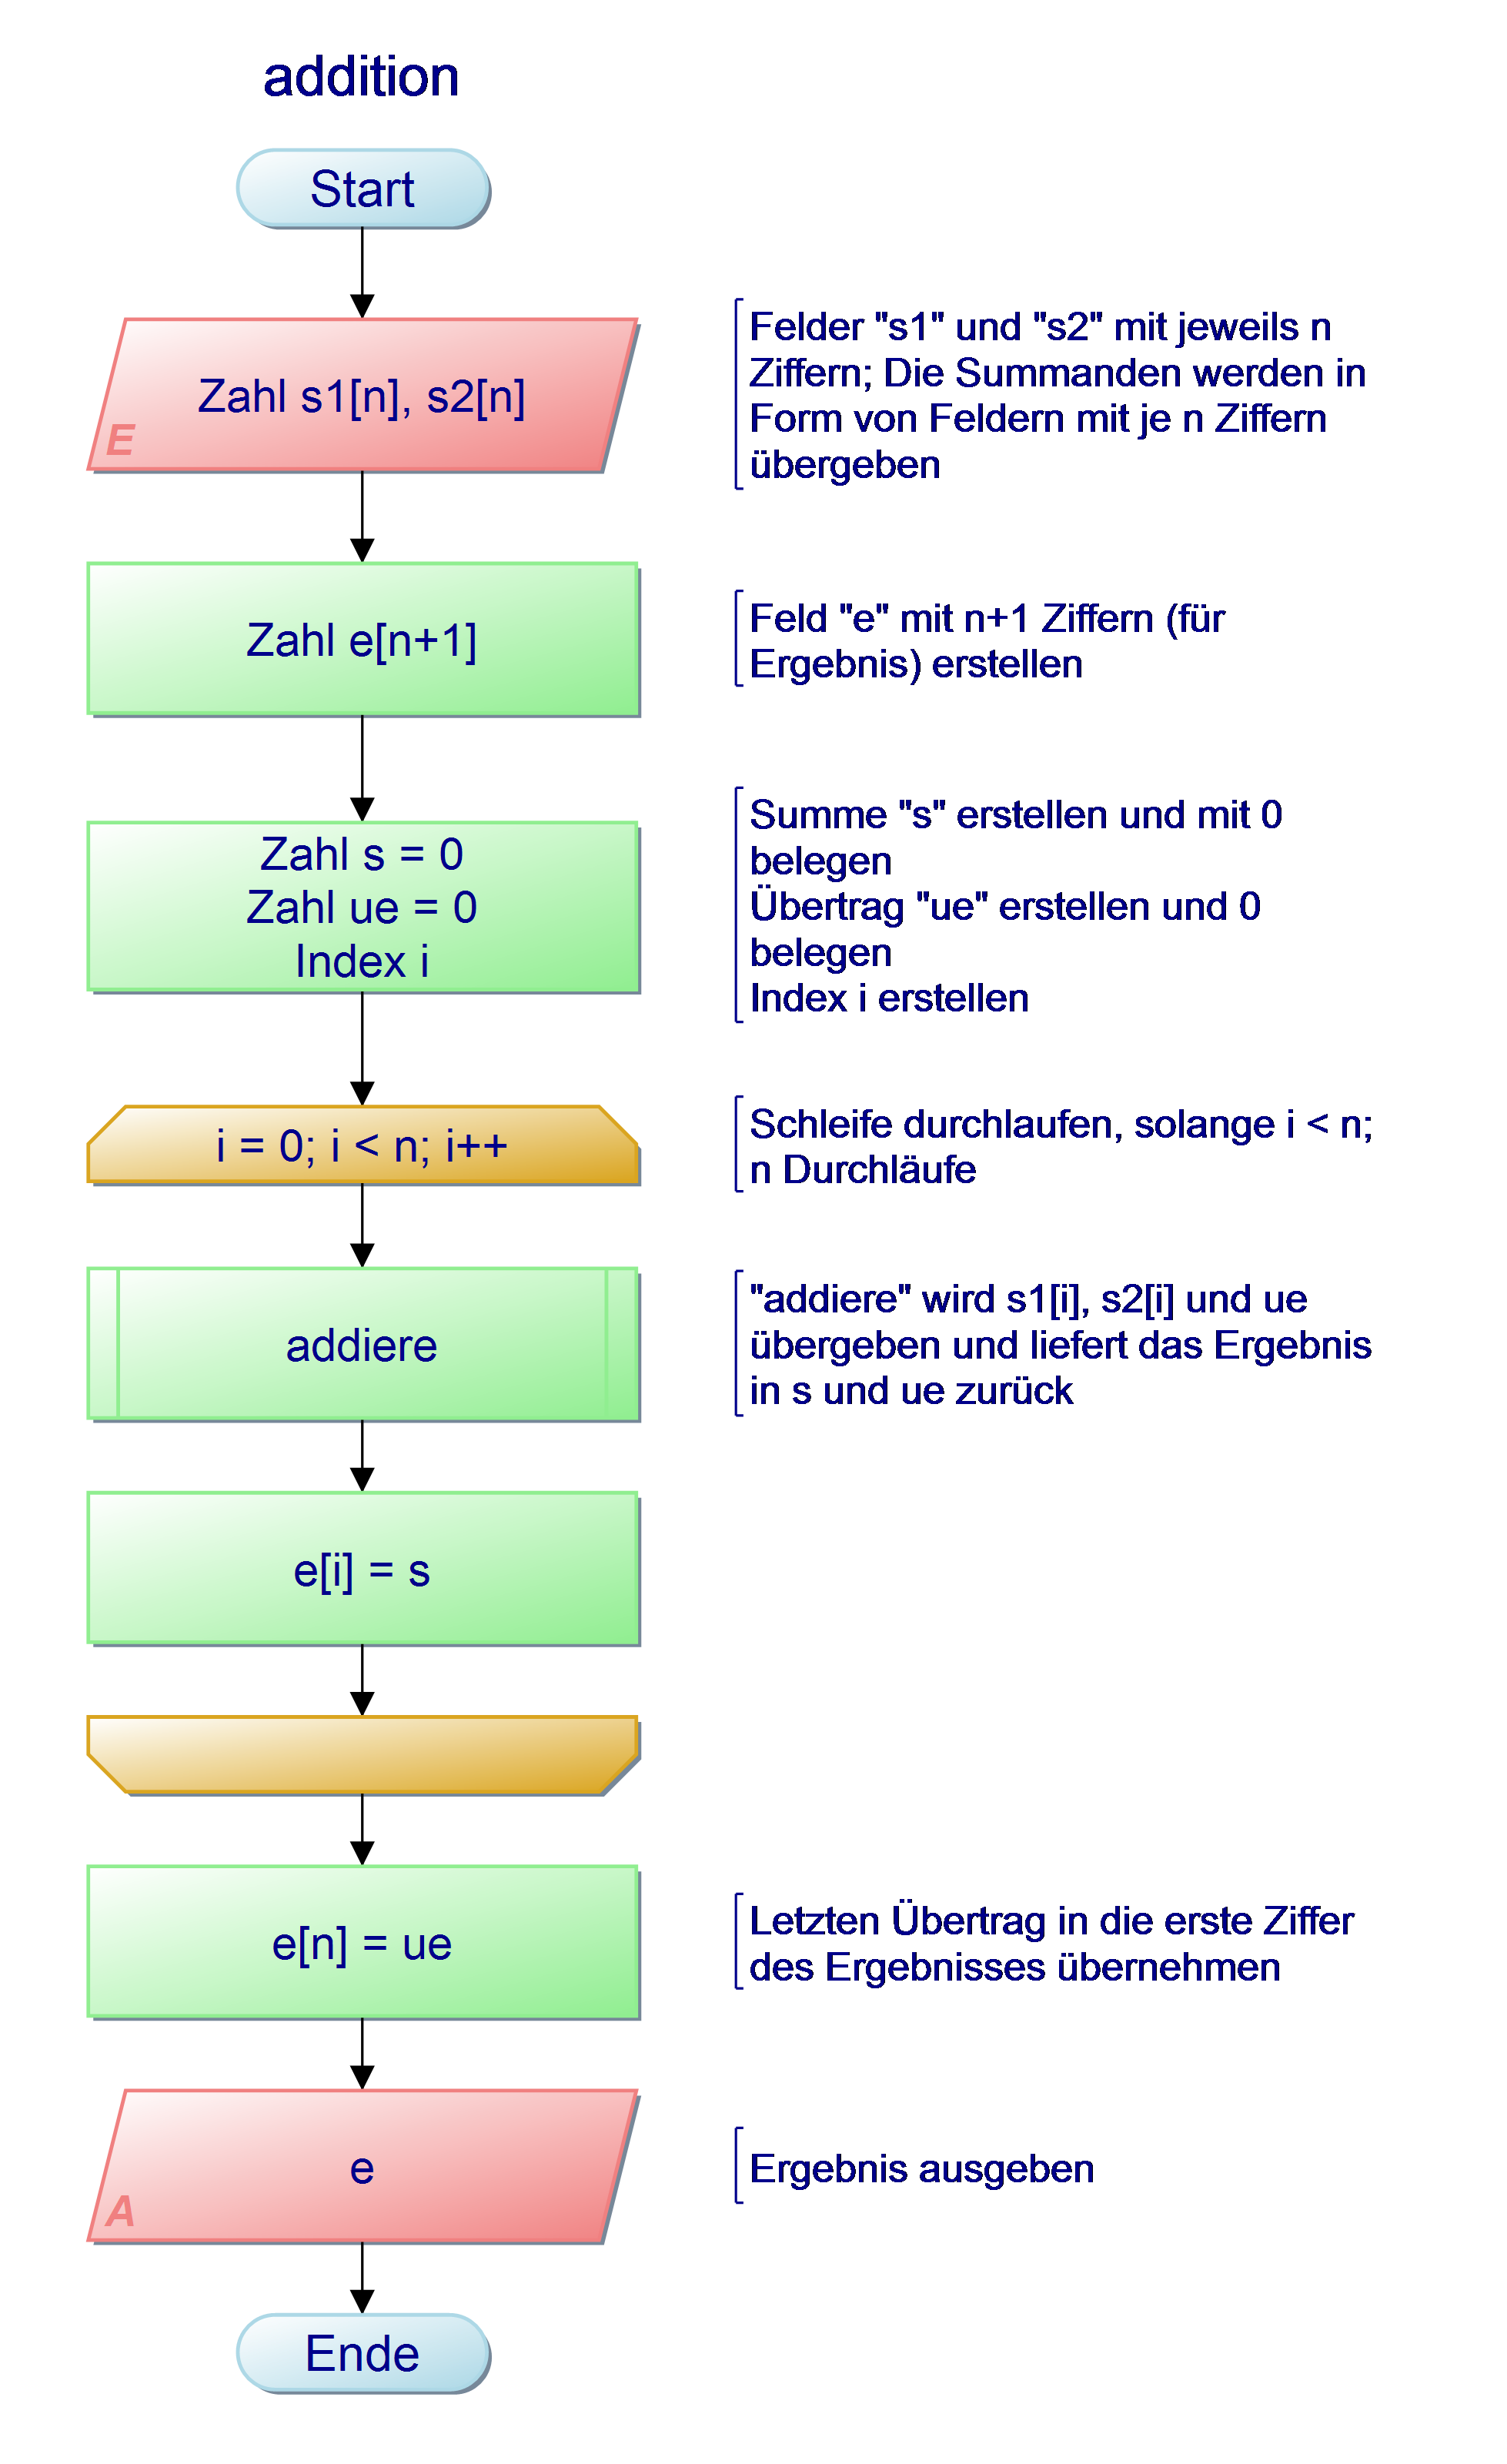 addition
Start
Zahl s1[n], s2[n]
E
Felder "s1" und "s2" mit jeweils n
Ziffern; Die Summanden werden in
Form von Feldern mit je n Ziffern
übergeben
Zahl e[n+1]
Feld "e" mit n+1 Ziffern (für
Ergebnis) erstellen
Zahl s = 0
Zahl ue = 0
Index i
Summe "s" erstellen und mit 0
belegen
Übertrag "ue" erstellen und 0
belegen
Index i erstellen
i = 0; i < n; i++
Schleife durchlaufen, solange i < n;
n Durchläufe
addiere
"addiere" wird s1[i], s2[i] und ue
übergeben und liefert das Ergebnis
in s und ue zurück
e[i] = s
e[n] = ue
Letzten Übertrag in die erste Ziffer
des Ergebnisses übernehmen
e
A
Ergebnis ausgeben
Ende